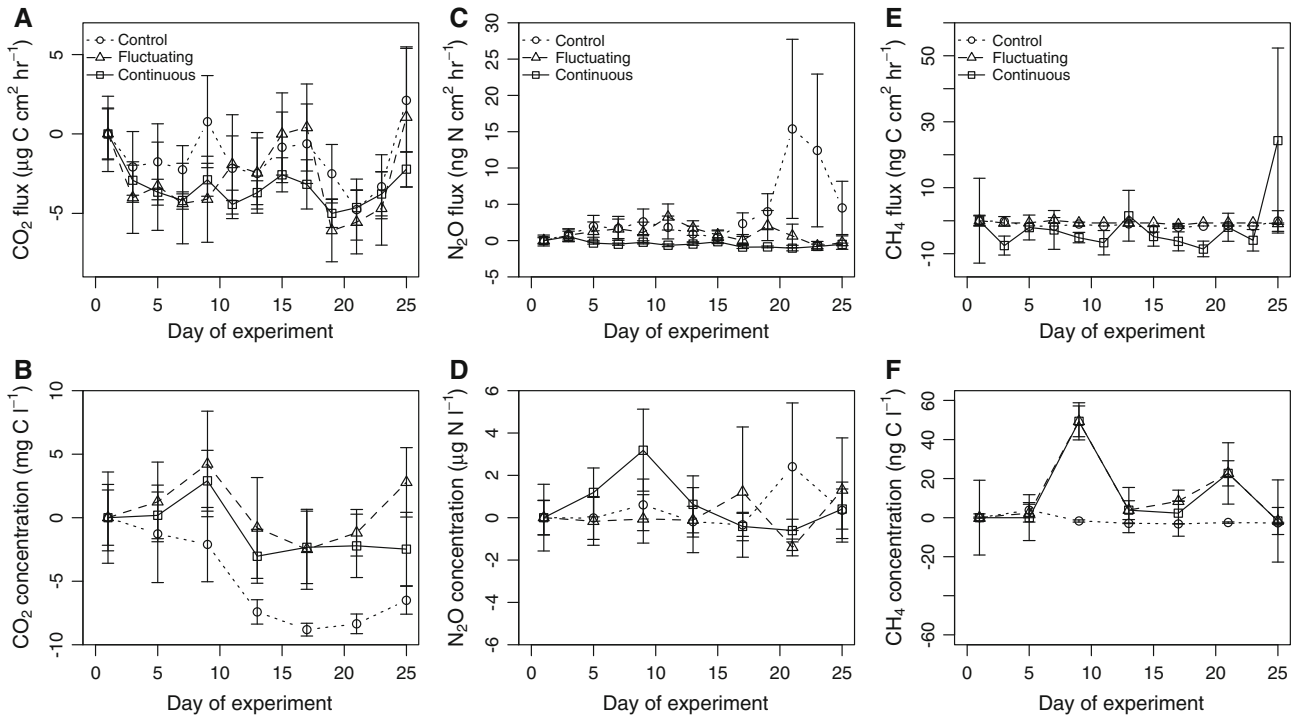 A
CO₂ flux (µg C cm² hr⁻¹)
5
0
-5
Control
Fluctuating
Continuous
0 5 10 15 20 25
Day of experiment
C
N₂O flux (ng N cm² hr⁻¹)
30
25
20
15
10
5
0
-5
Control
Fluctuating
Continuous
0 5 10 15 20 25
Day of experiment
E
CH₄ flux (ng C cm² hr⁻¹)
50
30
10
-10
Control
Fluctuating
Continuous
0 5 10 15 20 25
Day of experiment
B
CO₂ concentration (mg C l⁻¹)
10
5
0
-5
-10
0 5 10 15 20 25
Day of experiment
D
N₂O concentration (µg N l⁻¹)
6
4
2
0
-2
-4
-6
0 5 10 15 20 25
Day of experiment
F
CH₄ concentration (ng C l⁻¹)
60
40
20
0
-20
-60
0 5 10 15 20 25
Day of experiment